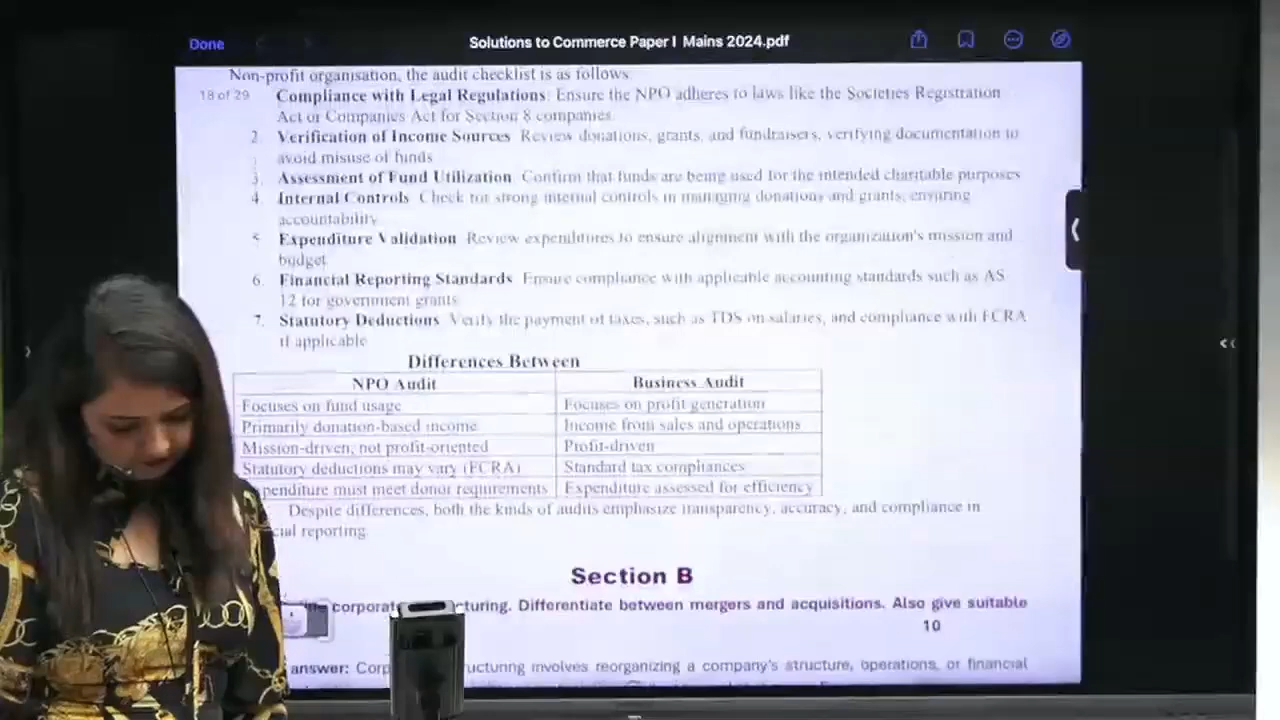 Done
Solutions to Commerce Paper I Mains 2024.pdf
Non-profit organisation, the audit checklist is as follows:
18 of 29
Compliance with Legal Regulations: Ensure the NPO adheres to laws like the Societies Registration
Act or Companies Act for Section 8 companies.
2. Verification of Income Sources Review donations, grants, and fundraisers, verifying documentation to
avoid misuse of funds
3. Assessment of Fund Utilization Confirm that funds are being used for the intended charitable purposes
4. Internal Controls Check for strong internal controls in managing donations and grants, ensuring
accountability.
5. Expenditure Validation Review expenditures to ensure alignment with the organization's mission and
budget
6. Financial Reporting Standards Ensure compliance with applicable accounting standards such as AS
12 for government grants
7. Statutory Deductions Verify the payment of taxes, such as TDS on salaries, and compliance with FCRA
if applicable
Differences Between
NPO Audit Business Audit
Focuses on fund usage Focuses on profit generation
Primarily donation-based income Income from sales and operations
Mission-driven, not profit-oriented Profit-driven
Statutory deductions may vary (FCRA) Standard tax compliances
penditure must meet donor requirements Expenditure assessed for efficiency
Despite differences, both the kinds of audits emphasize transparency, accuracy, and compliance in
cial reporting.
Section B
corporat turing. Differentiate between mergers and acquisitions. Also give suitable
10
answer: Corp ucturing involves reorganizing a company's structure, operations, or financial